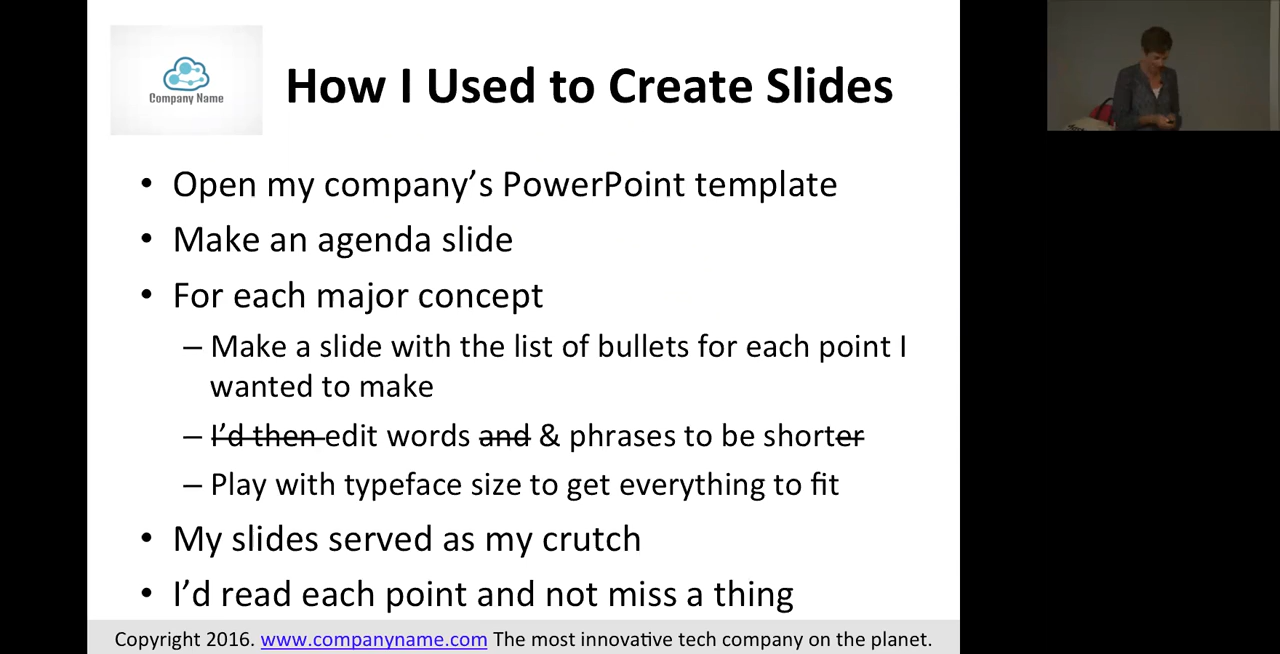 Company Name
How I Used to Create Slides
• Open my company’s PowerPoint template
• Make an agenda slide
• For each major concept
– Make a slide with the list of bullets for each point I
wanted to make
– I’d then edit words and & phrases to be shorter
– Play with typeface size to get everything to fit
• My slides served as my crutch
• I’d read each point and not miss a thing
Copyright 2016. www.companyname.com The most innovative tech company on the planet.